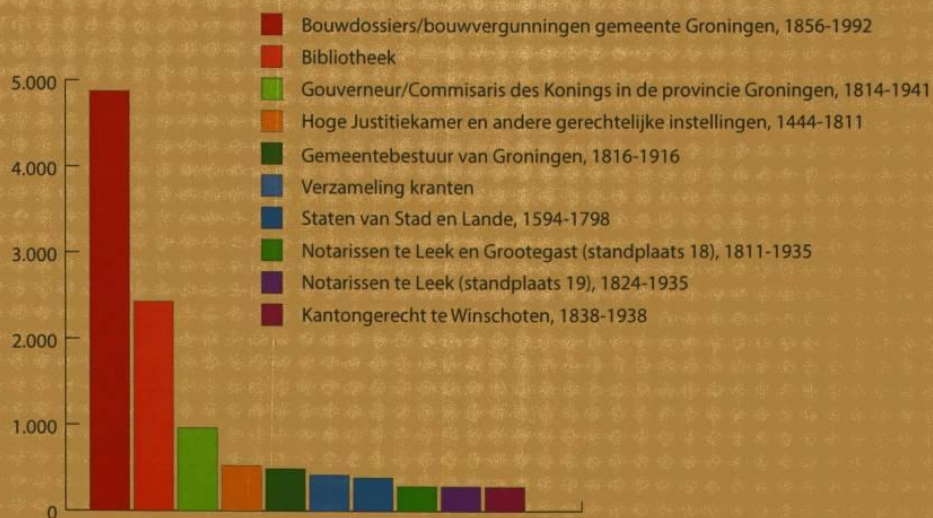 Bouwdossiers/bouwvergunningen gemeente Groningen, 1856-1992
Bibliotheek
Gouverneur/Commisaris des Konings in de provincie Groningen, 1814-1941
Hoge Justitiekamer en andere gerechtelijke instellingen, 1444-1811
Gemeentebestuur van Groningen, 1816-1916
Verzameling kranten
Staten van Stad en Lande, 1594-1798
Notarissen te Leek en Grootegast (standplaats 18), 1811-1935
Notarissen te Leek (standplaats 19), 1824-1935
Kantongerecht te Winschoten, 1838-1938
5.000
4.000
3.000
2.000
1.000
0